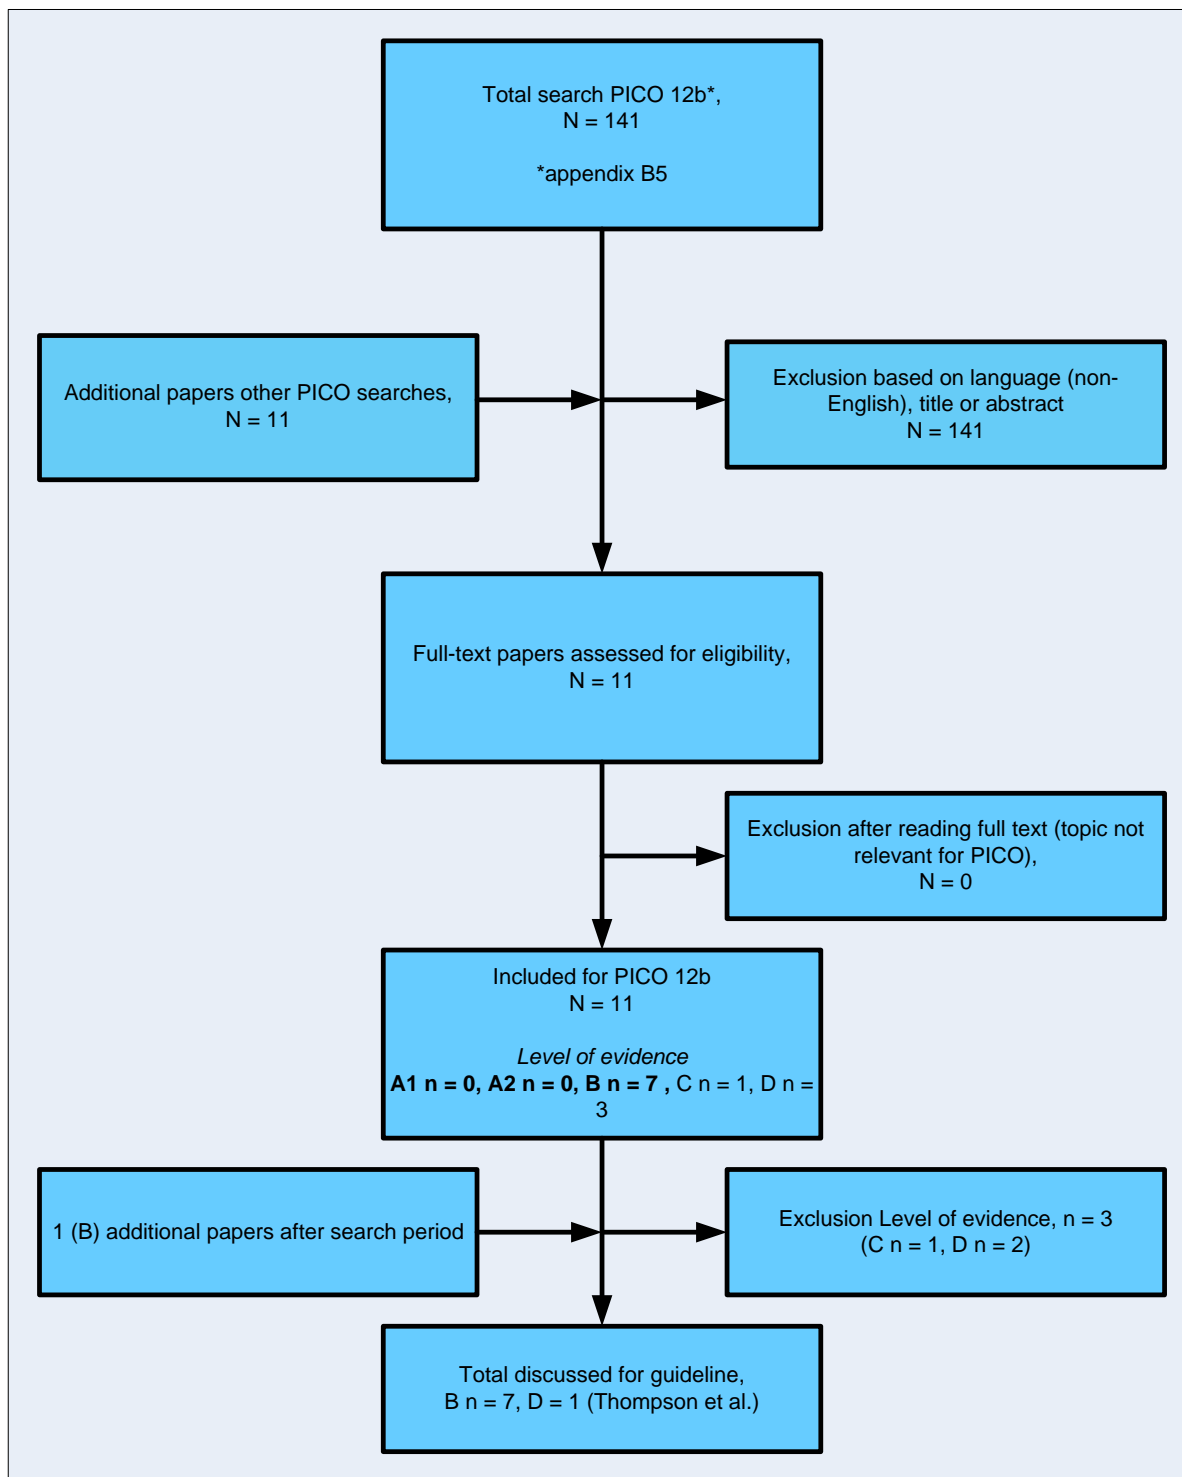 Total search PICO 12b*,
N = 141
*appendix B5
Additional papers other PICO searches,
N = 11
Exclusion based on language (non-
English), title or abstract
N = 141
Full-text papers assessed for eligibility,
N = 11
Exclusion after reading full text (topic not
relevant for PICO),
N = 0
Included for PICO 12b
N = 11
Level of evidence
A1 n = 0, A2 n = 0, B n = 7 , C n = 1, D n =
3
1 (B) additional papers after search period
Exclusion Level of evidence, n = 3
(C n = 1, D n = 2)
Total discussed for guideline,
B n = 7, D = 1 (Thompson et al.)